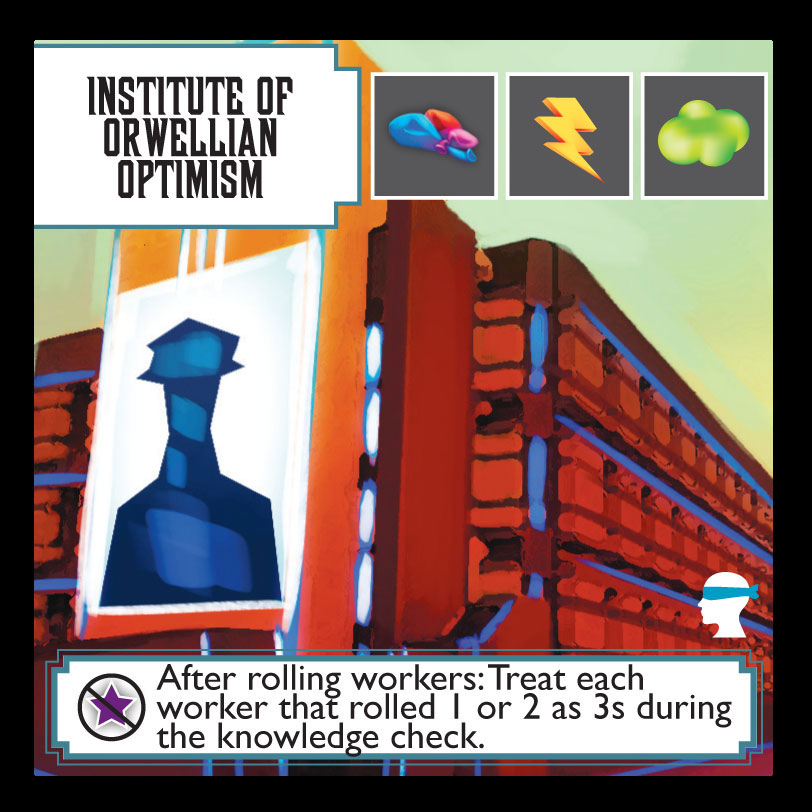 INSTITUTE OF
ORWELLIAN
OPTIMISM
After rolling workers: Treat each
worker that rolled 1 or 2 as 3s during
the knowledge check.